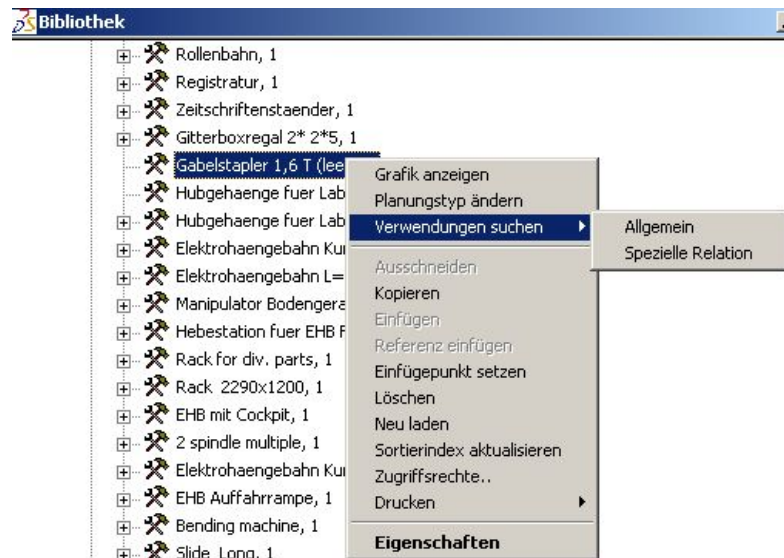 Bibliothek
Rollenbahn, 1
Registratur, 1
Zeitschriftenstaender, 1
Gitterboxregal 2* 2*5, 1
Gabelstapler 1,6 T (lee
Hubgehaenge fuer Lab
Hubgehaenge fuer Lab
Elektrohaengebahn Kur
Elektrohaengebahn L=
Manipulator Bodengera
Hebestation fuer EHB F
Rack for div. parts, 1
Rack 2290x1200, 1
EHB mit Cockpit, 1
2 spindle multiple, 1
Elektrohaengebahn Kur
EHB Auffahrrampe, 1
Bending machine, 1
Slide Long, 1
Grafik anzeigen
Planungstyp ändern
Verwendungen suchen
Ausschneiden
Kopieren
Einfügen
Referenz einfügen
Einfügepunkt setzen
Löschen
Neu laden
Sortierindex aktualisieren
Zugriffsrechte..
Drucken
Eigenschaften
Allgemein
Spezielle Relation